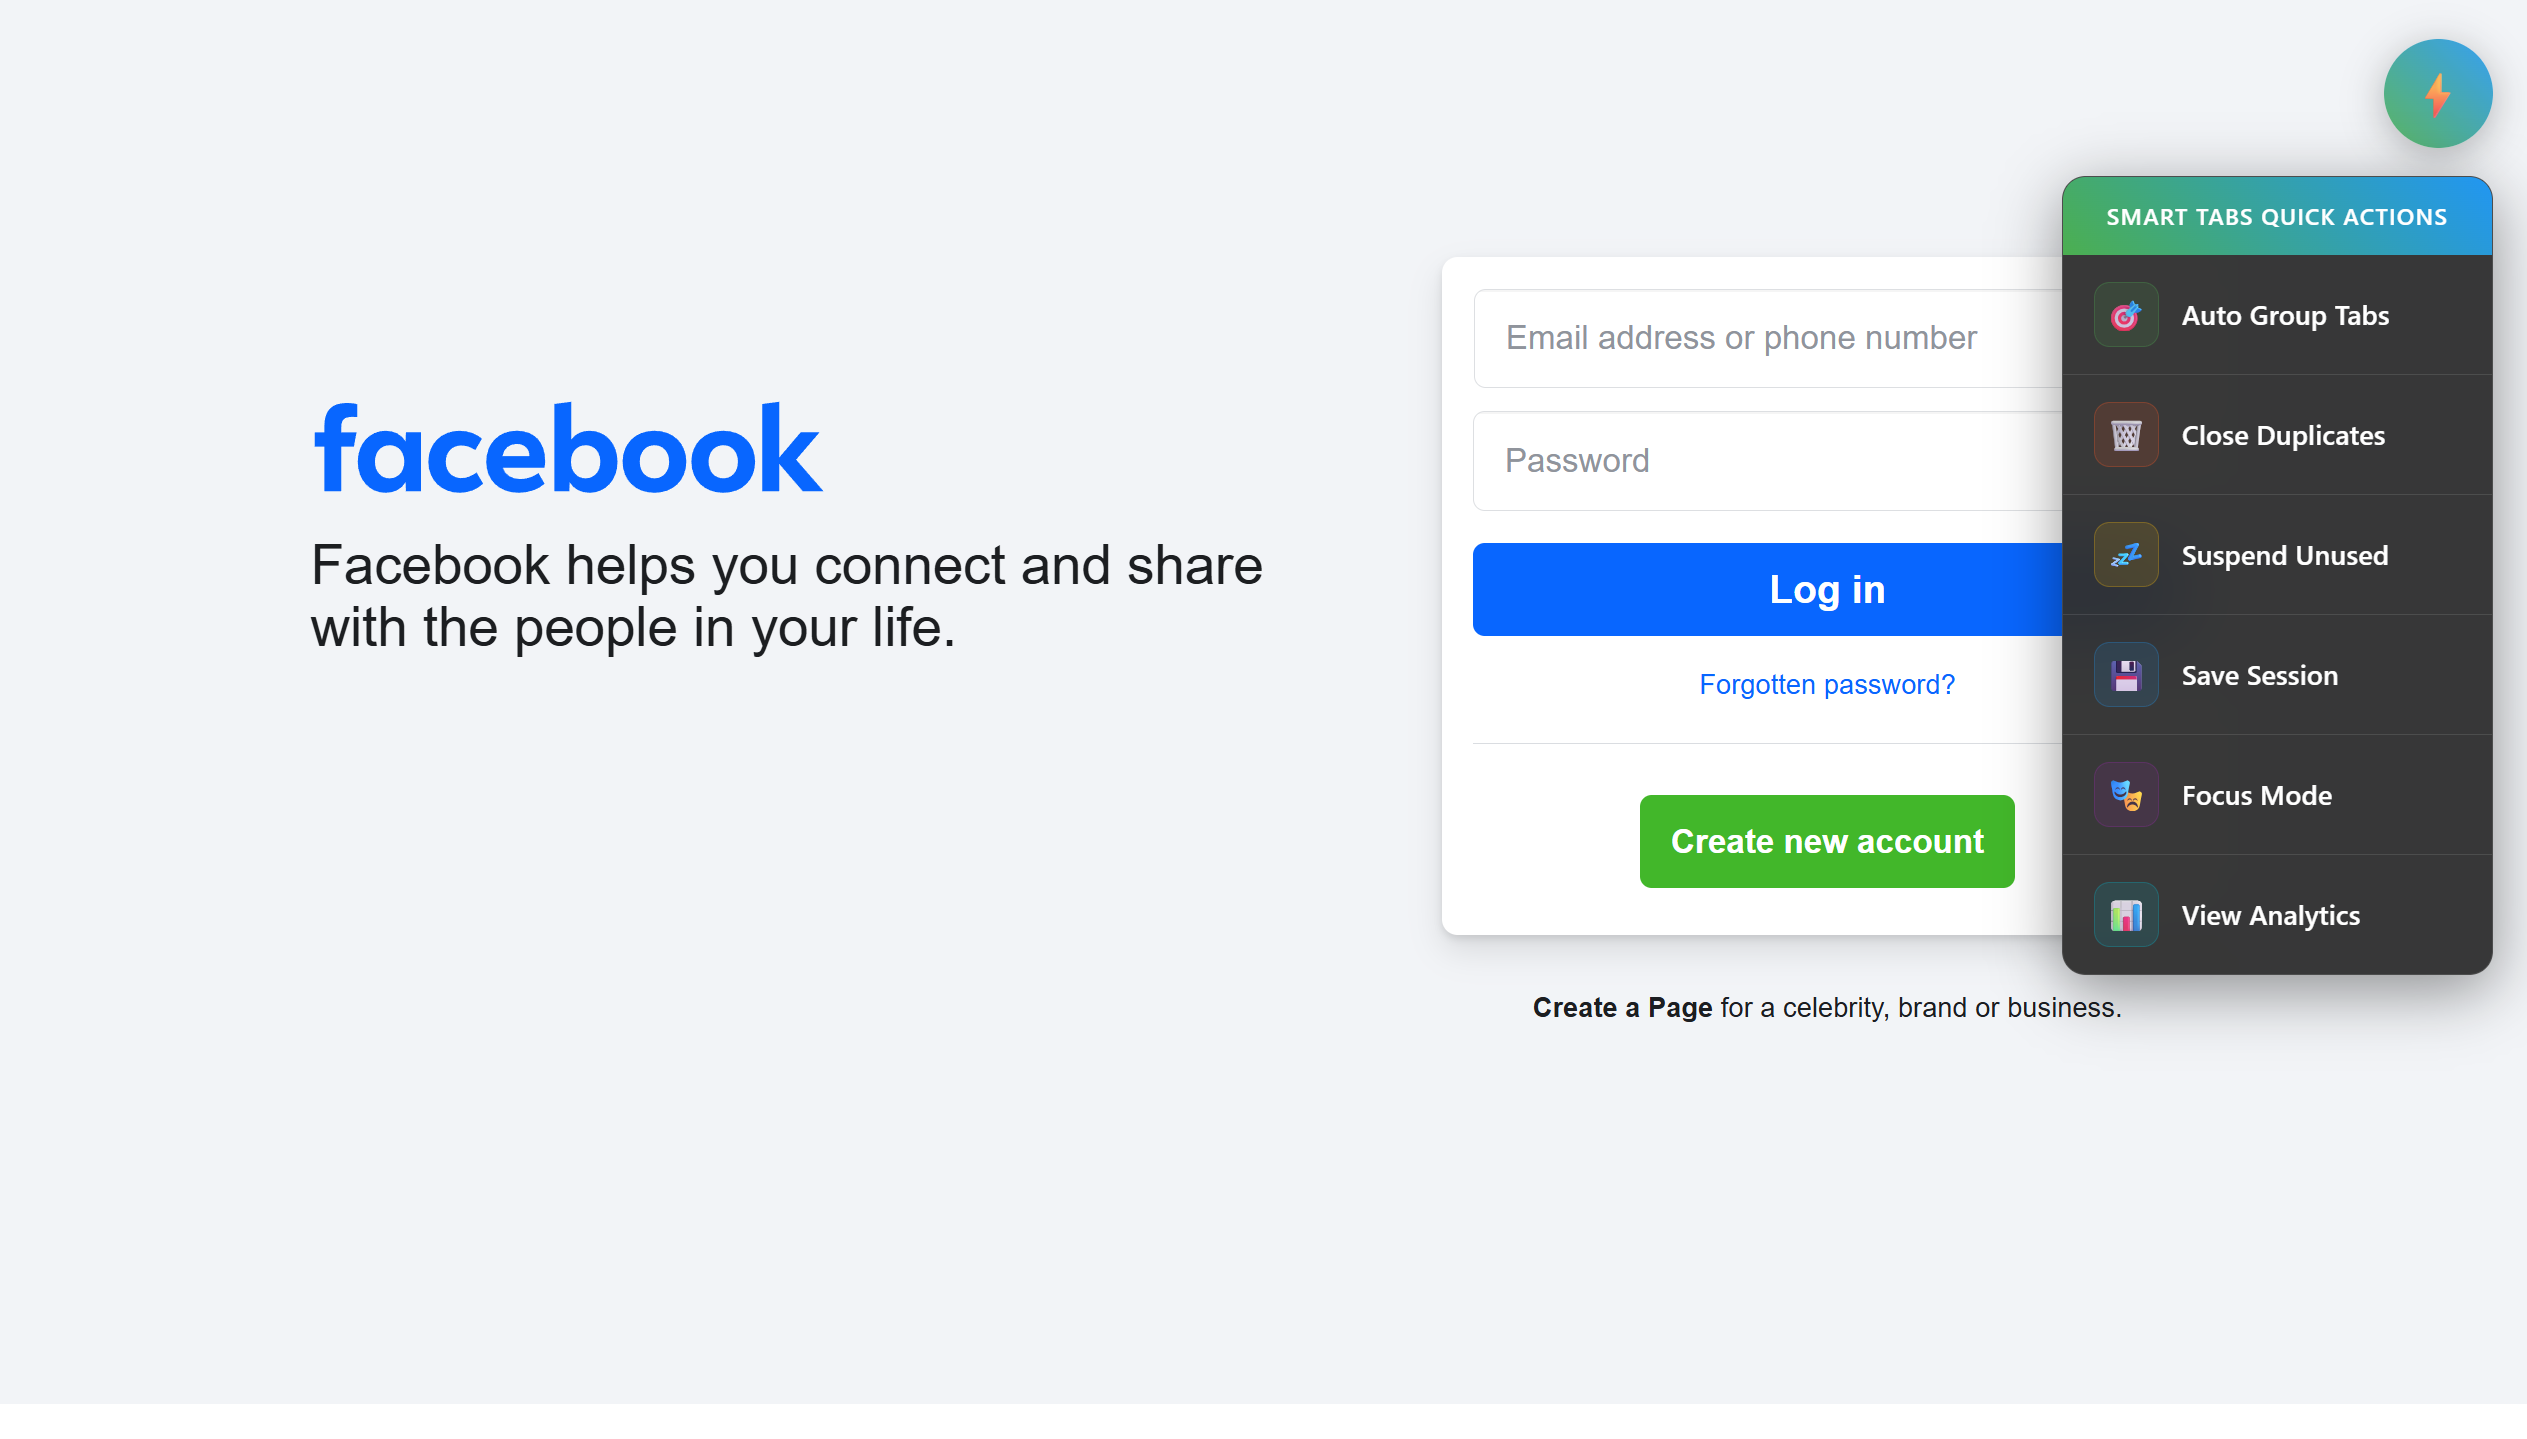 facebook
Facebook helps you connect and share
with the people in your life.
Email address or phone number
Password
Log in
Forgotten password?
Create new account
Create a Page for a celebrity, brand or business.
SMART TABS QUICK ACTIONS
Auto Group Tabs
Close Duplicates
Suspend Unused
Save Session
Focus Mode
View Analytics